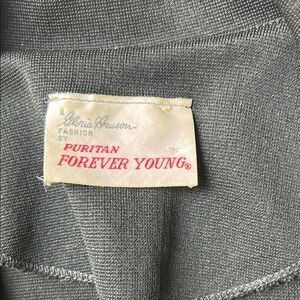 A
Gloria Swanson
FASHION
BY
PURITAN
FOREVER YOUNG®